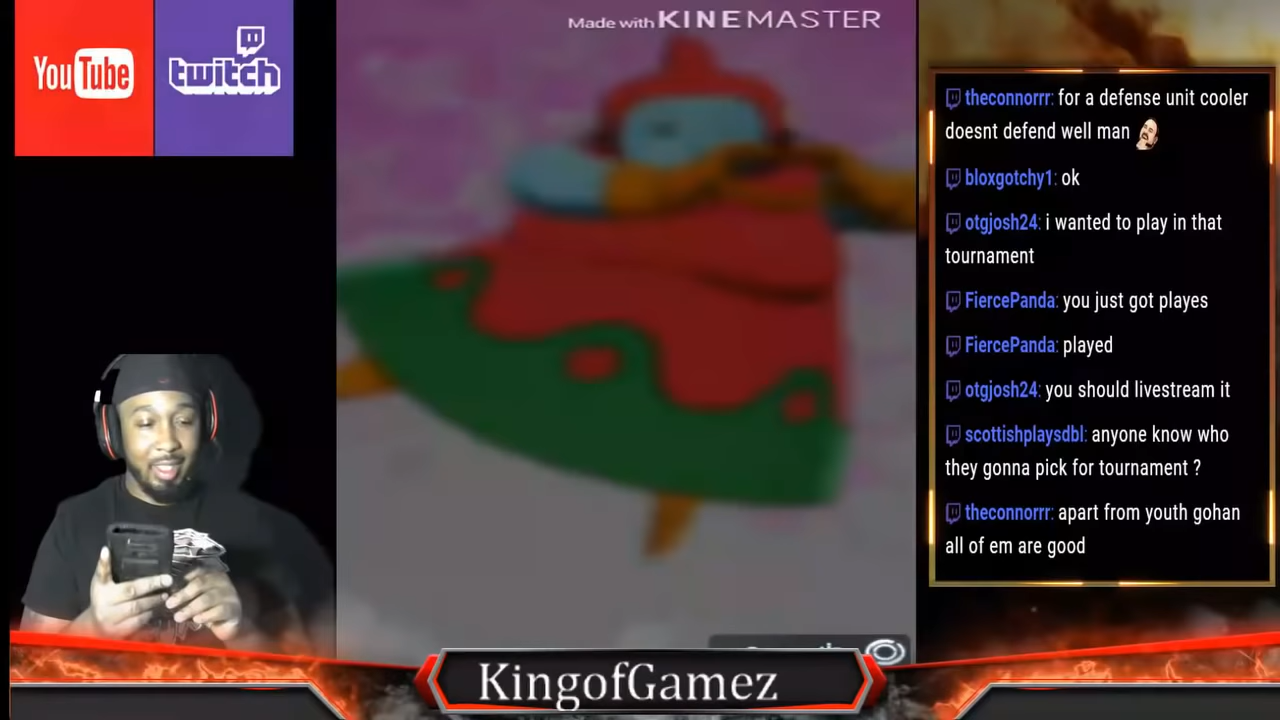 YouTube
twitch
Made with KINEMASTER
theconnorrr: for a defense unit cooler
doesnt defend well man
bloxgotchy1: ok
otgjosh24: i wanted to play in that
tournament
FiercePanda: you just got playes
FiercePanda: played
otgjosh24: you should livestream it
scottishplaysdbl: anyone know who
they gonna pick for tournament ?
theconnorrr: apart from youth gohan
all of em are good
KingofGamez